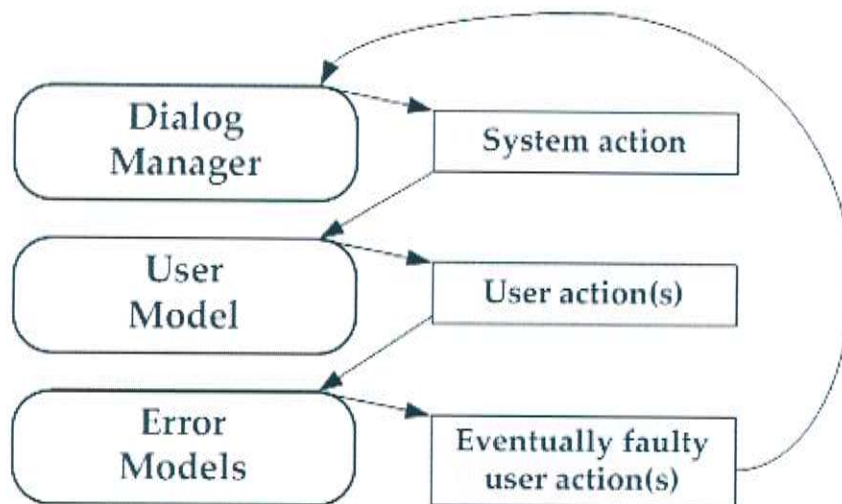 Dialog
Manager
System action
User
Model
User action(s)
Error
Models
Eventually faulty
user action(s)